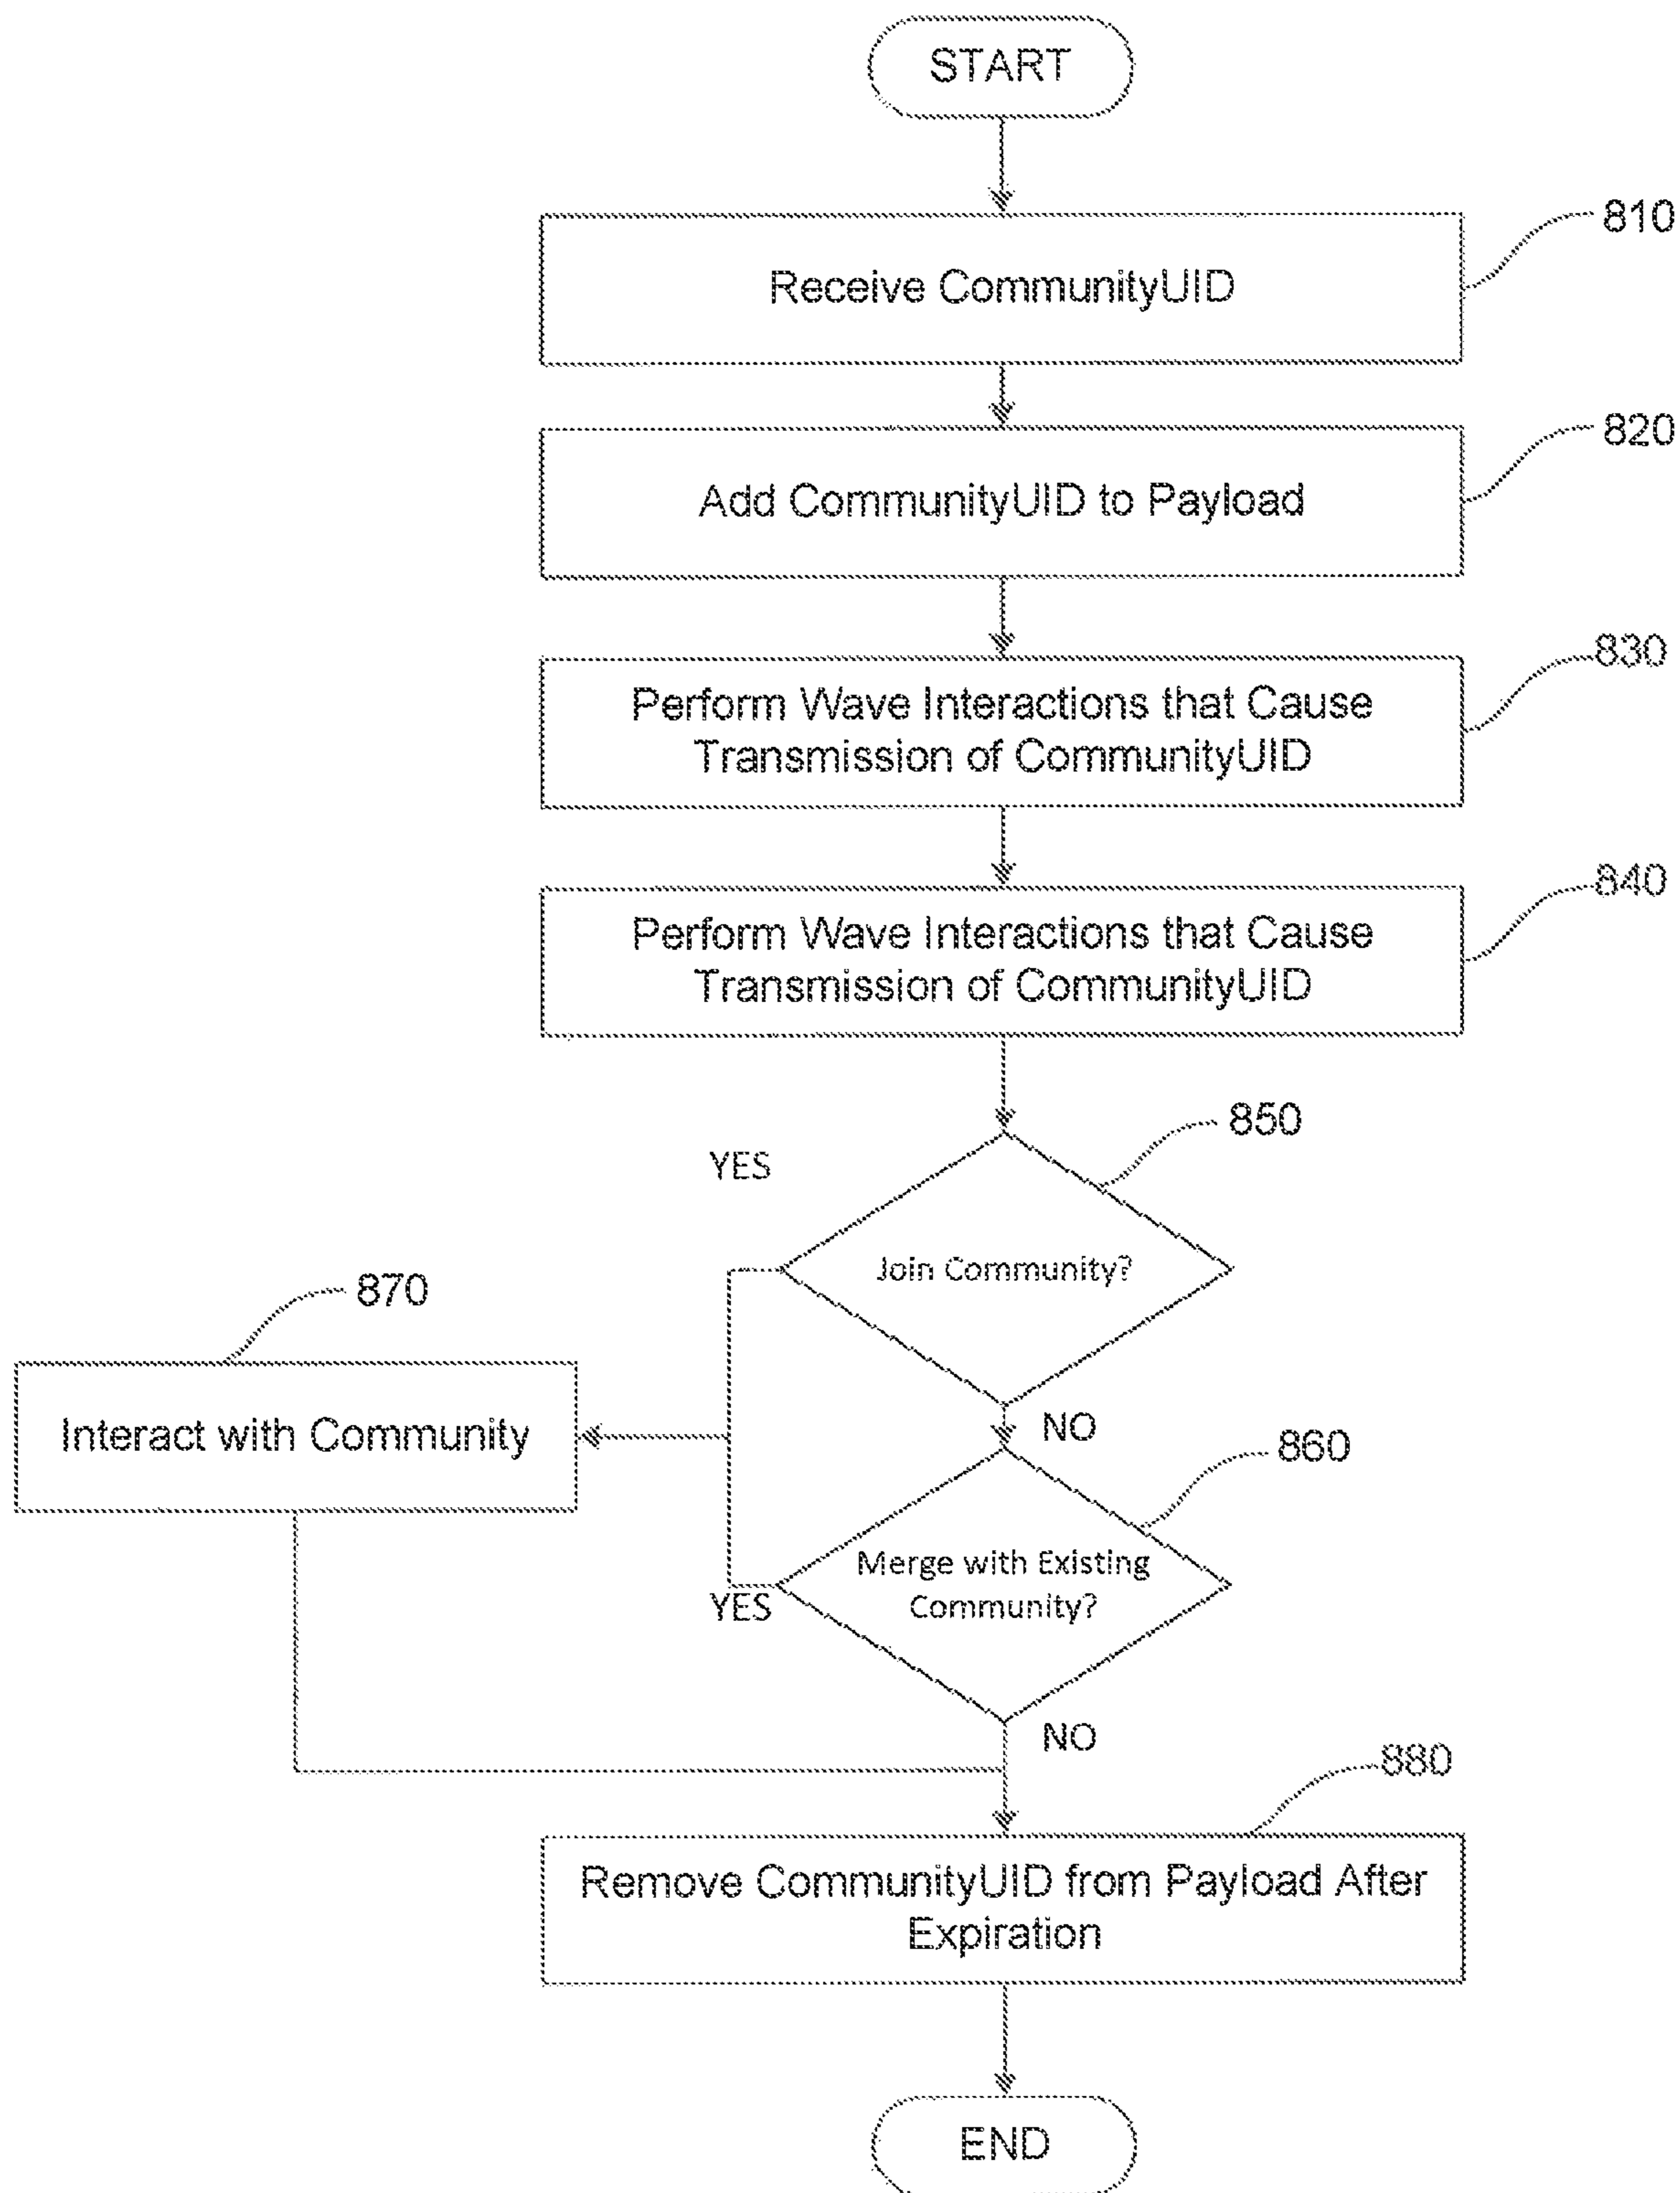 START
810
Receive CommunityUID
820
Add CommunityUID to Payload
830
Perform Wave Interactions that Cause
Transmission of CommunityUID
840
Perform Wave Interactions that Cause
Transmission of CommunityUID
850
YES
Join Community?
870
Interact with Community
NO
860
Merge with Existing
Community?
YES
NO
880
Remove CommunityUID from Payload After
Expiration
END